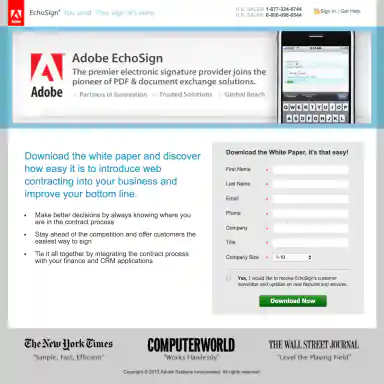 EchoSign® You send. They sign. It's done.
U.S. SALES: 1-877-324-6744
Sign in | Get Help
Adobe EchoSign
The premier electronic signature provider joins the
pioneer of PDF & document exchange solutions.
Partners in Innovation Trusted Solutions Global Reach
Adobe
Download the white paper and discover
how easy it is to introduce web
contracting into your business and
improve your bottom line.
Make better decisions by always knowing where you
are in the contract process
Stay ahead of the competition and offer customers the
easiest way to sign
Tie it all together by integrating the contract process
with your finance and CRM applications
Download the White Paper, it's that easy!
First Name *
Last Name *
Email *
Phone *
Company *
Title *
Company Size * 1-10
Yes, I would like to receive EchoSign's customer
newsletter and updates on new features and services.
Download Now
The New York Times
"Simple, Fast, Efficient"
COMPUTERWORLD
"Works Flawlessly"
THE WALL STREET JOURNAL
"Level the Playing Field"
Copyright © 2012 Adobe Systems Incorporated. All rights reserved.